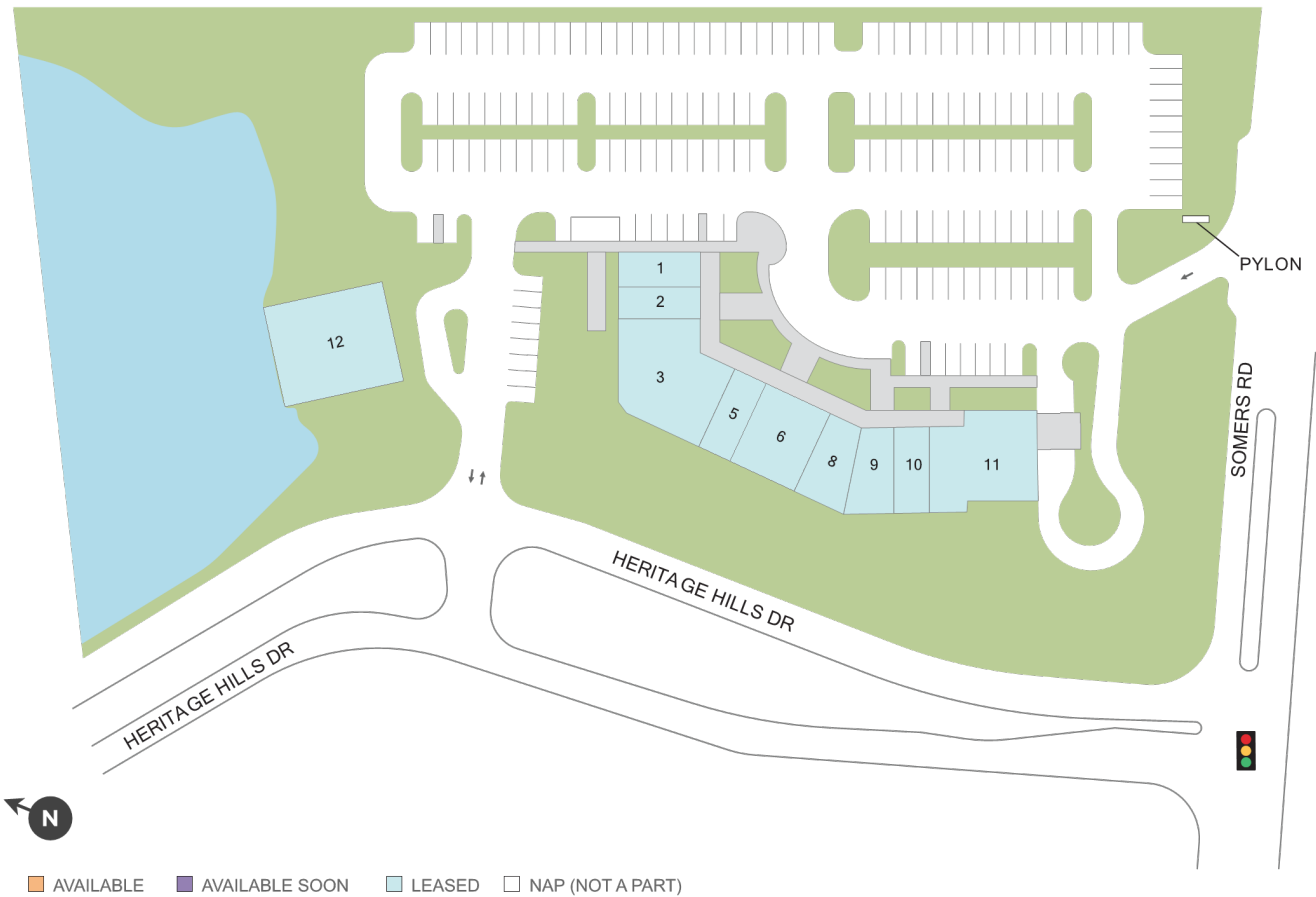 PYLON
1
2
12
3
5
6
8
9
10
11
SOMERS RD
HERITAGE HILLS DR
HERITAGE HILLS DR
N
AVAILABLE
AVAILABLE SOON
LEASED
NAP (NOT A PART)